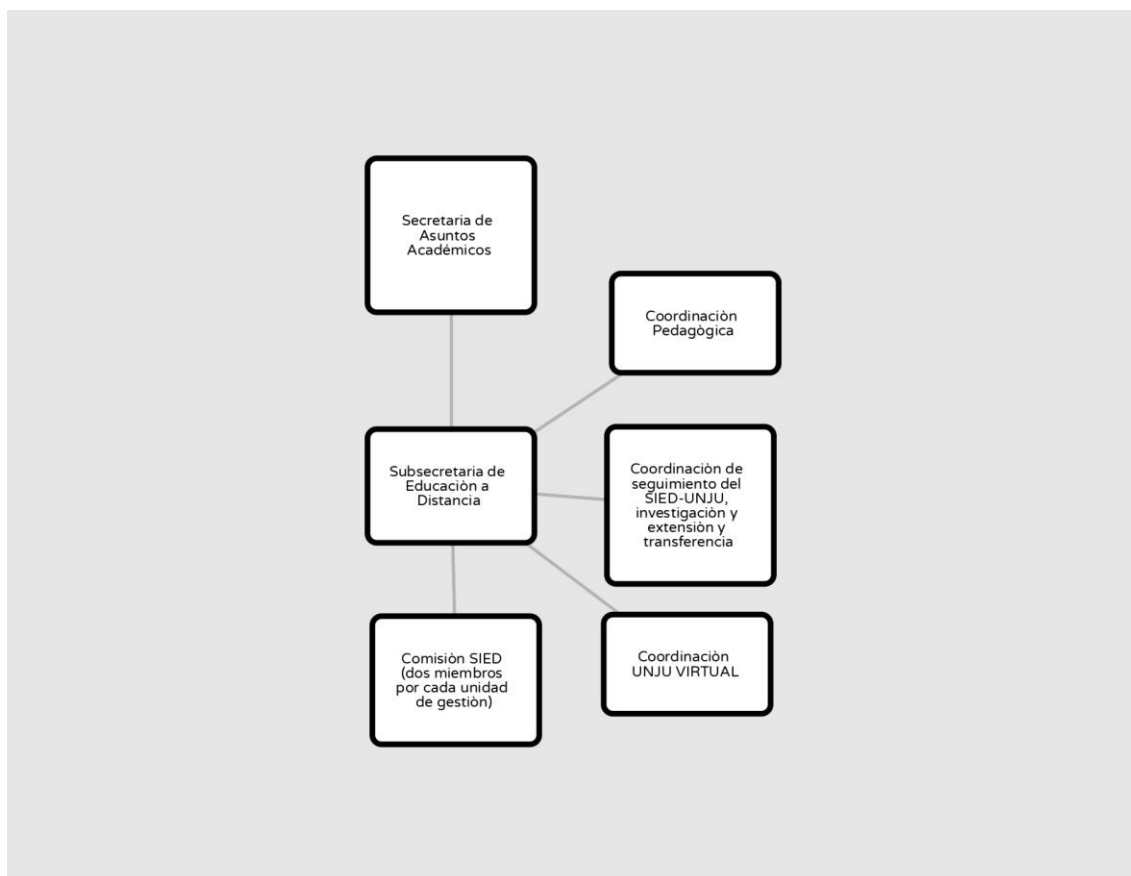 Secretaria de
Asuntos
Académicos
Coordinaciòn
Pedagògica
Subsecretaria de
Educaciòn a
Distancia
Coordinaciòn de
seguimiento del
SIED-UNJU,
investigaciòn y
extensiòn y
transferencia
Comisiòn SIED
(dos miembros
por cada unidad
de gestiòn)
Coordinaciòn
UNJU VIRTUAL